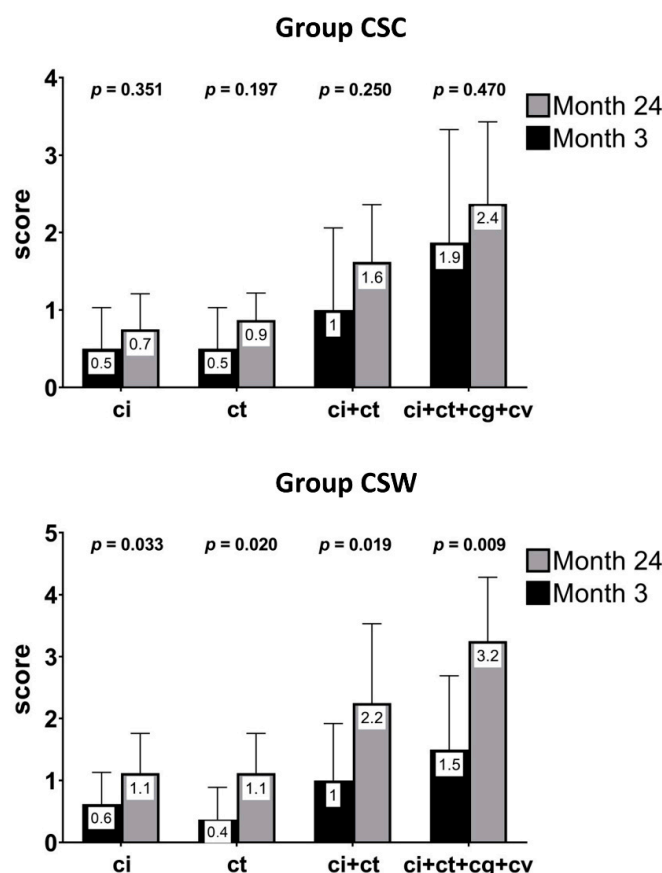 Group CSC
p = 0.351 p = 0.197 p = 0.250 p = 0.470
Month 24
Month 3
score
4
3
2
1
0
0.5 0.7 0.5 0.9 1 1.6 1.9 2.4
ci ct ci+ct ci+ct+cg+cv
Group CSW
p = 0.033 p = 0.020 p = 0.019 p = 0.009
Month 24
Month 3
score
5
4
3
2
1
0
0.6 1.1 0.4 1.1 1 2.2 1.5 3.2
ci ct ci+ct ci+ct+cg+cv